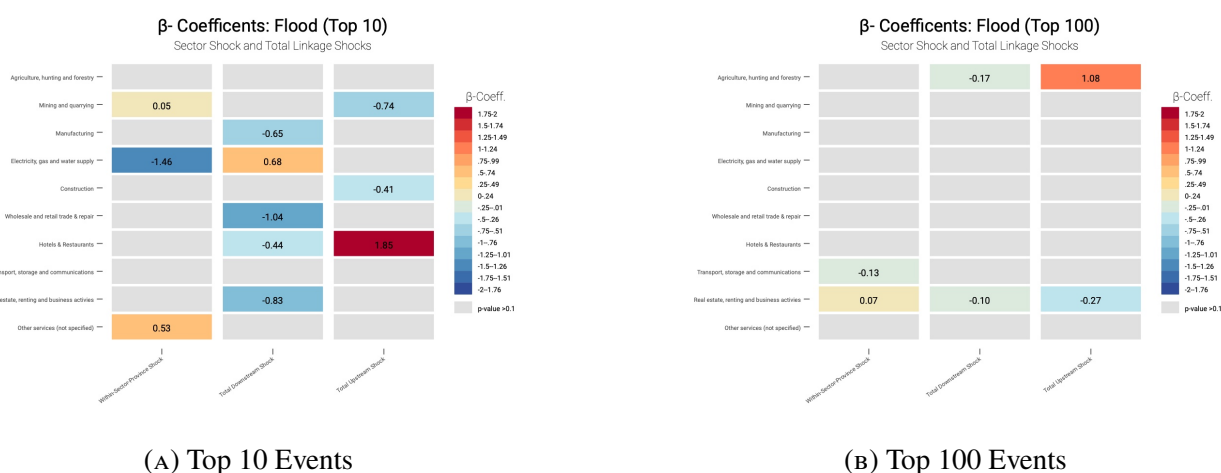 β- Coefficents: Flood (Top 10)
Sector Shock and Total Linkage Shocks
Agriculture, hunting and forestry
Mining and quarrying
0.05
-0.74
Manufacturing
-0.65
Electricity, gas and water supply
-1.46
0.68
Construction
-0.41
Wholesale and retail trade & repair
-1.04
Hotels & Restaurants
-0.44
1.85
nsport, storage and communications
estate, renting and business activies
-0.83
Other services (not specified)
0.53
Within-Sector-Province Shock
Total Downstream Shock
Total Upstream Shock
β-Coeff.
1.75-2
1.5-1.74
1.25-1.49
1-1.24
.75-.99
.5-.74
.25-.49
0-.24
-.25-.01
-.5-.26
-.75-.51
-1-.76
-1.25-1.01
-1.5-1.26
-1.75-1.51
-2-1.76
p-value >0.1
(A) Top 10 Events
β- Coefficents: Flood (Top 100)
Sector Shock and Total Linkage Shocks
Agriculture, hunting and forestry
-0.17
1.08
Mining and quarrying
Manufacturing
Electricity, gas and water supply
Construction
Wholesale and retail trade & repair
Hotels & Restaurants
Transport, storage and communications
-0.13
Real estate, renting and business activies
0.07
-0.10
-0.27
Other services (not specified)
Within-Sector-Province Shock
Total Downstream Shock
Total Upstream Shock
β-Coeff.
1.75-2
1.5-1.74
1.25-1.49
1-1.24
.75-.99
.5-.74
.25-.49
0-.24
-.25-.01
-.5-.26
-.75-.51
-1-.76
-1.25-1.01
-1.5-1.26
-1.75-1.51
-2-1.76
p-value >0.1
(B) Top 100 Events